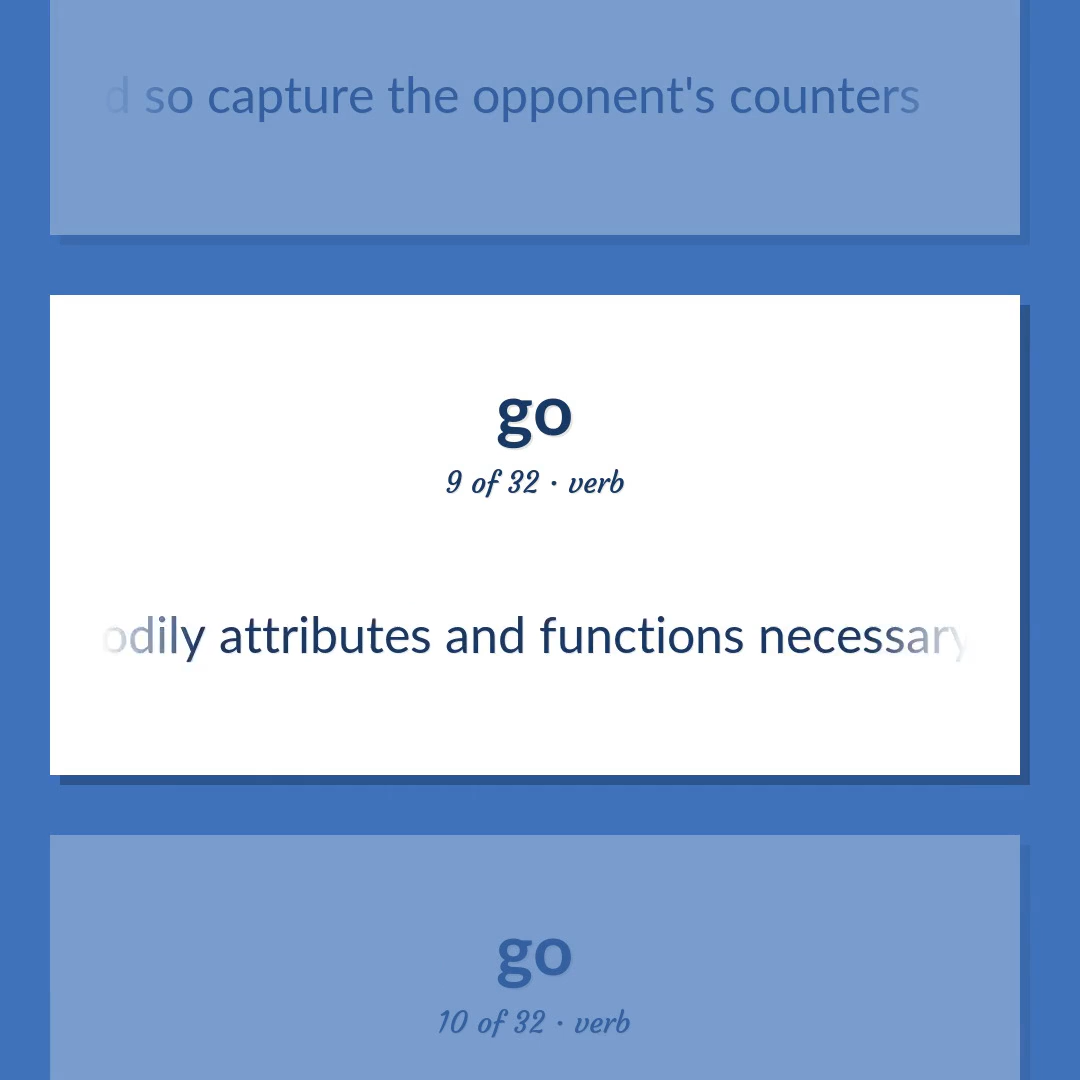 d so capture the opponent's counters
go
9 of 32 · verb
odily attributes and functions necessary
go
10 of 32 · verb